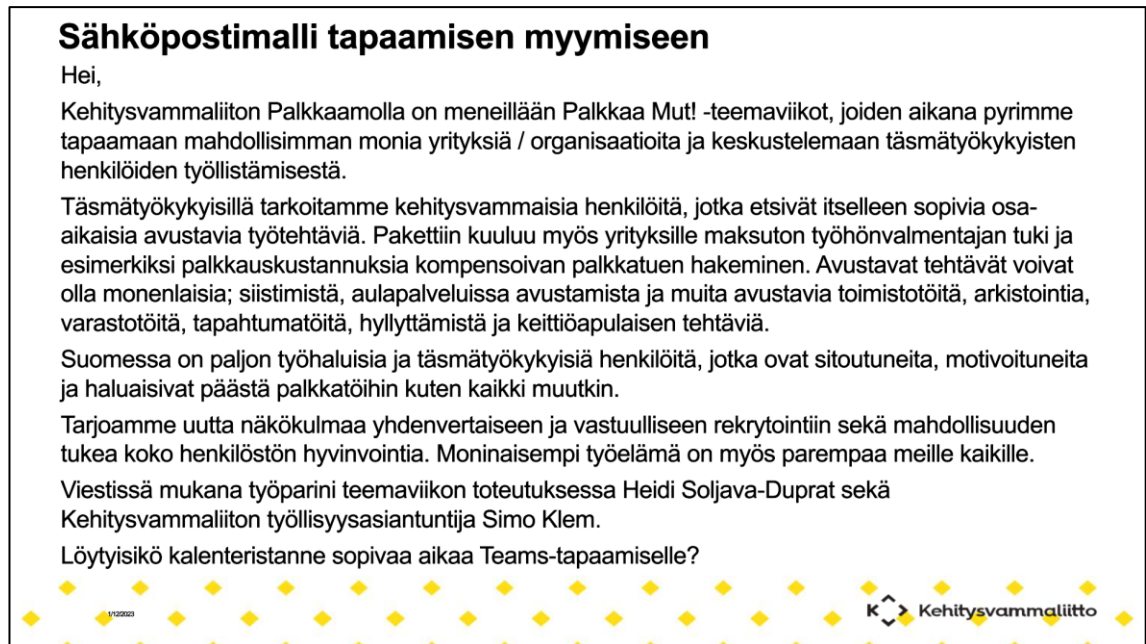 Sähköpostimalli tapaamisen myymiseen
Hei,
Kehitysvammaliiton Palkkaamolla on meneillään Palkkaa Mut! -teemaviikot, joiden aikana pyrimme
tapaamaan mahdollisimman monia yrityksiä / organisaatioita ja keskustelemaan täsmätyökykyisten
henkilöiden työllistämisestä.
Täsmätyökykyisillä tarkoitamme kehitysvammaisia henkilöitä, jotka etsivät itselleen sopivia osa-
aikaisia avustavia työtehtäviä. Pakettiin kuuluu myös yrityksille maksuton työhönvalmentajan tuki ja
esimerkiksi palkkauskustannuksia kompensoivan palkkatuen hakeminen. Avustavat tehtävät voivat
olla monenlaisia; siistimistä, aulapalveluissa avustamista ja muita avustavia toimistotöitä, arkistointia,
varastotöitä, tapahtumatöitä, hyllyttämistä ja keittiöapulaisen tehtäviä.
Suomessa on paljon työhaluisia ja täsmätyökykyisiä henkilöitä, jotka ovat sitoutuneita, motivoituneita
ja haluaisivat päästä palkkatöihin kuten kaikki muutkin.
Tarjoamme uutta näkökulmaa yhdenvertaiseen ja vastuulliseen rekrytointiin sekä mahdollisuuden
tukea koko henkilöstön hyvinvointia. Moninaisempi työelämä on myös parempaa meille kaikille.
Viestissä mukana työparini teemaviikon toteutuksessa Heidi Soljava-Duprat sekä
Kehitysvammaliiton työllisyysasiantuntija Simo Klem.
Löytyisikö kalenteristanne sopivaa aikaa Teams-tapaamiselle?
1/12/2023
Kehitysvammaliitto